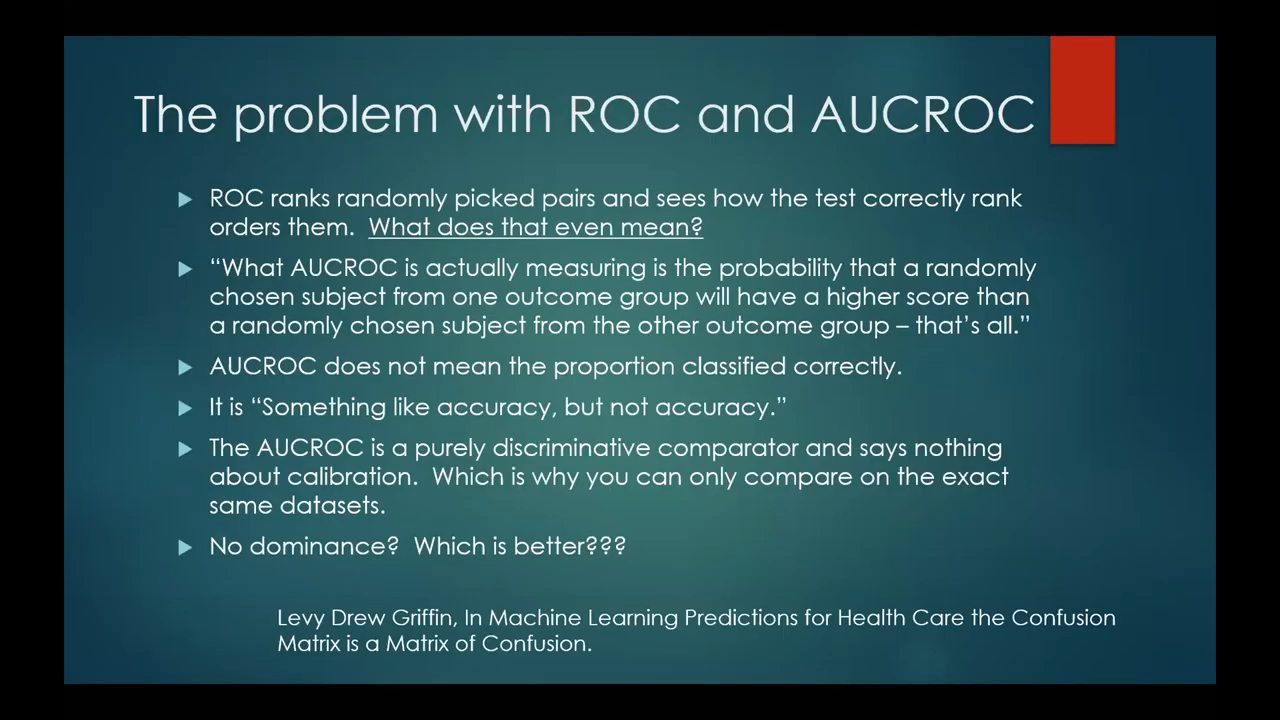 The problem with ROC and AUCROC
ROC ranks randomly picked pairs and sees how the test correctly rank
orders them. What does that even mean?
“What AUCROC is actually measuring is the probability that a randomly
chosen subject from one outcome group will have a higher score than
a randomly chosen subject from the other outcome group – that’s all.”
AUCROC does not mean the proportion classified correctly.
It is “Something like accuracy, but not accuracy.”
The AUCROC is a purely discriminative comparator and says nothing
about calibration. Which is why you can only compare on the exact
same datasets.
No dominance? Which is better???
Levy Drew Griffin, In Machine Learning Predictions for Health Care the Confusion
Matrix is a Matrix of Confusion.